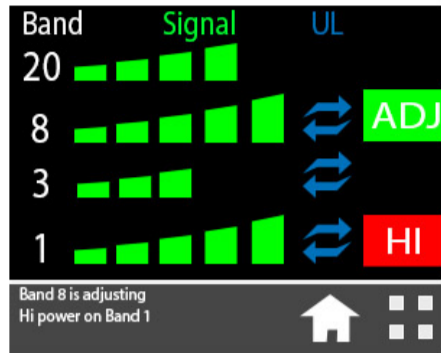 Band Signal UL
20
8 ADJ
3
1 HI
Band 8 is adjusting
Hi power on Band 1